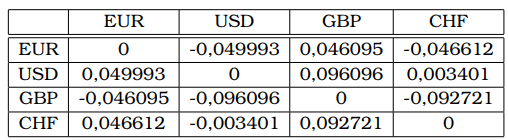 EUR USD GBP CHF
EUR 0 -0,049993 0,046095 -0,046612
USD 0,049993 0 0,096096 0,003401
GBP -0,046095 -0,096096 0 -0,092721
CHF 0,046612 -0,003401 0,092721 0